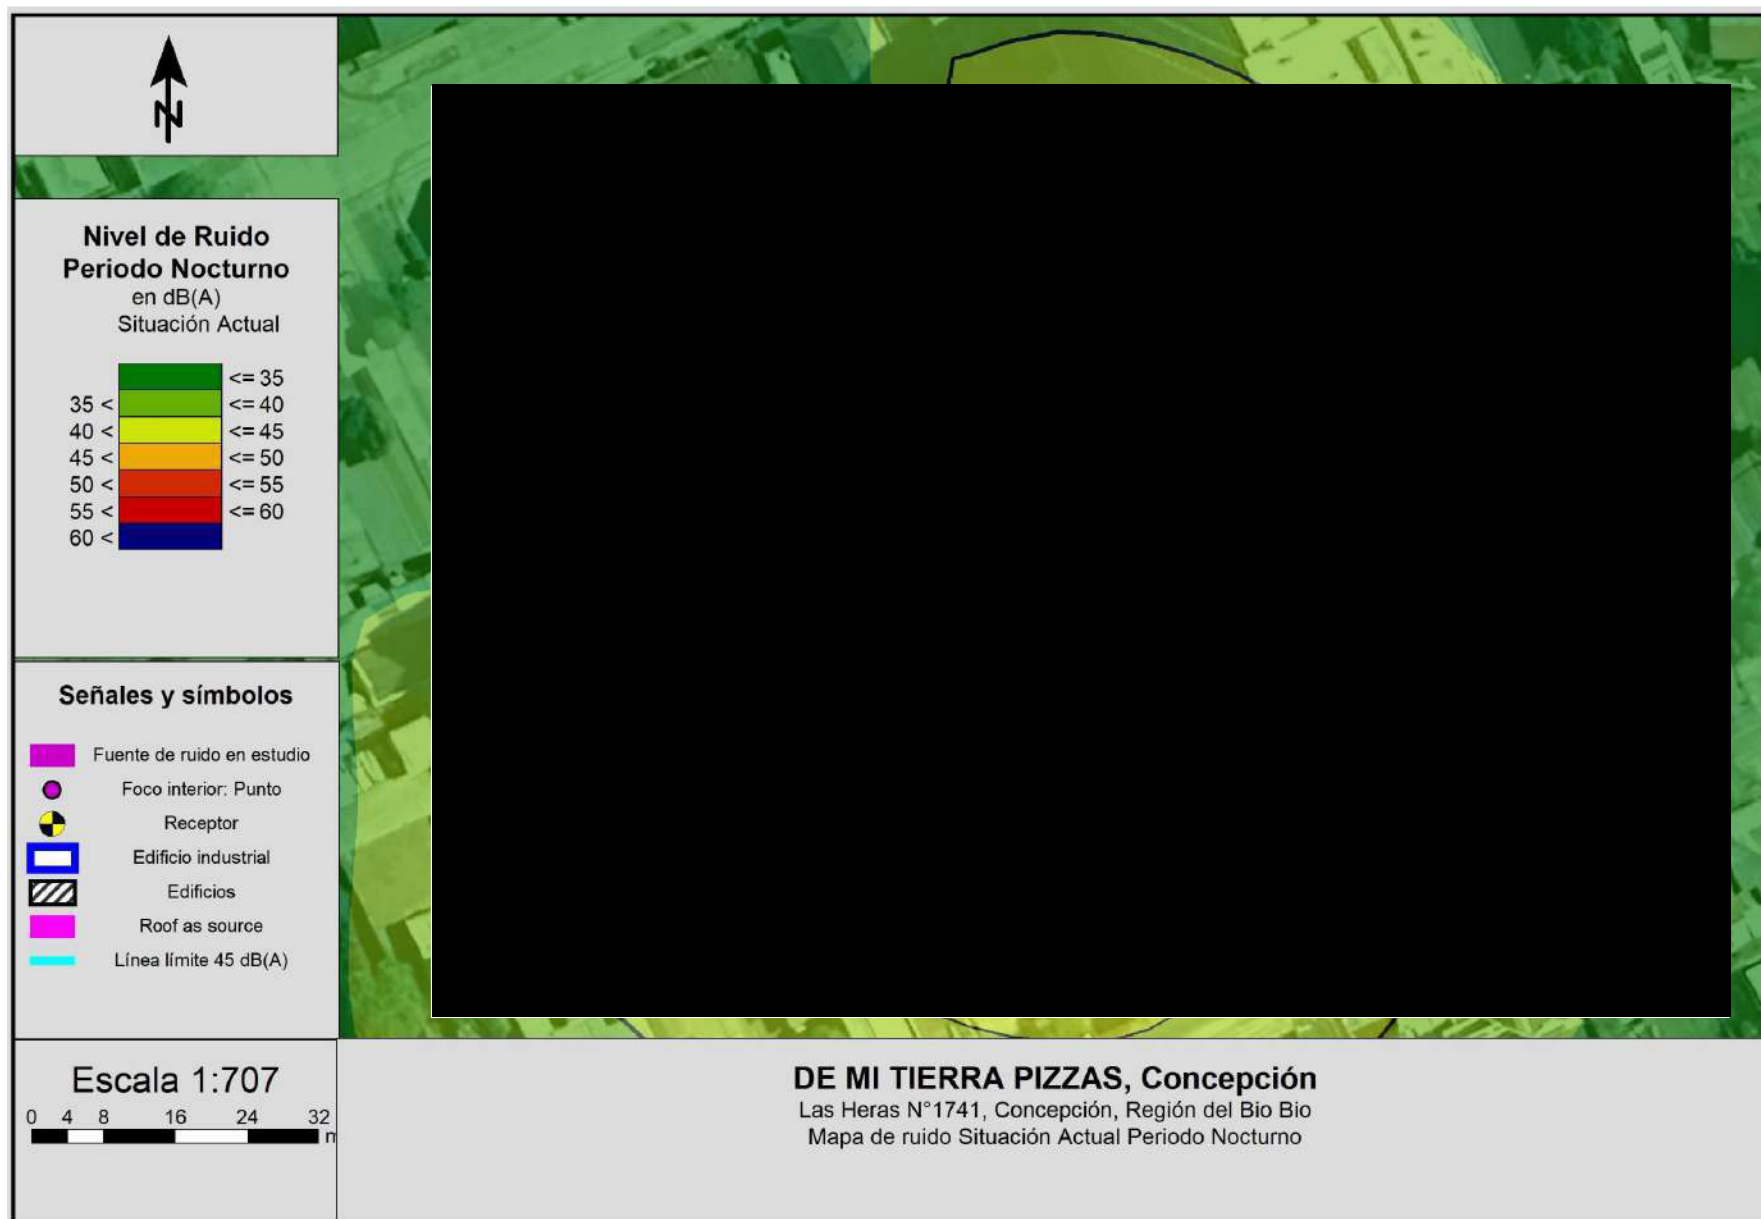 N
Nivel de Ruido
Periodo Nocturno
en dB(A)
Situación Actual
<= 35
35 < <= 40
40 < <= 45
45 < <= 50
50 < <= 55
55 < <= 60
60 <
Señales y símbolos
Fuente de ruido en estudio
Foco interior: Punto
Receptor
Edificio industrial
Edificios
Roof as source
Línea límite 45 dB(A)
Escala 1:707
0 4 8 16 24 32
m
DE MI TIERRA PIZZAS, Concepción
Las Heras N°1741, Concepción, Región del Bio Bio
Mapa de ruido Situación Actual Periodo Nocturno